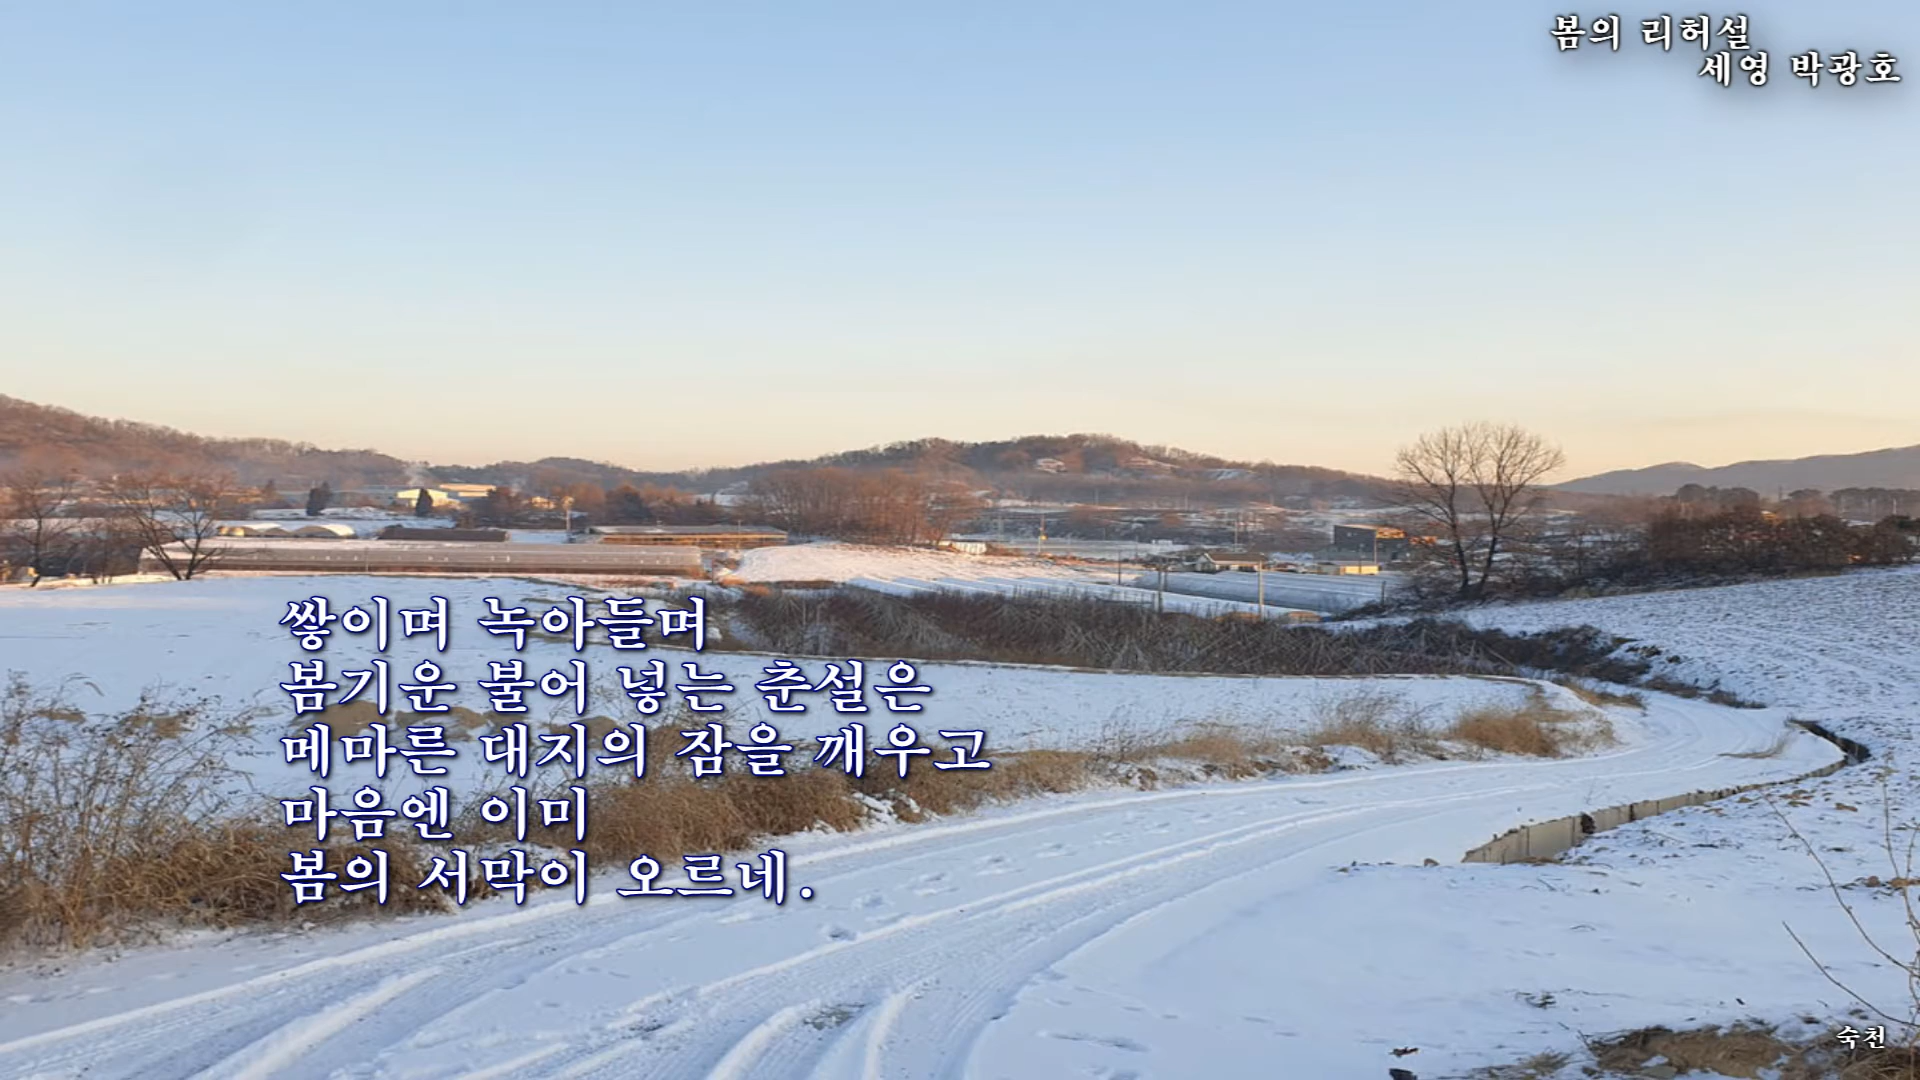 봄의 리허설
세영 박광호
쌓이며 녹아들며
봄기운 불어 넣는 춘설은
메마른 대지의 잠을 깨우고
마음엔 이미
봄의 서막이 오르네.
숙천